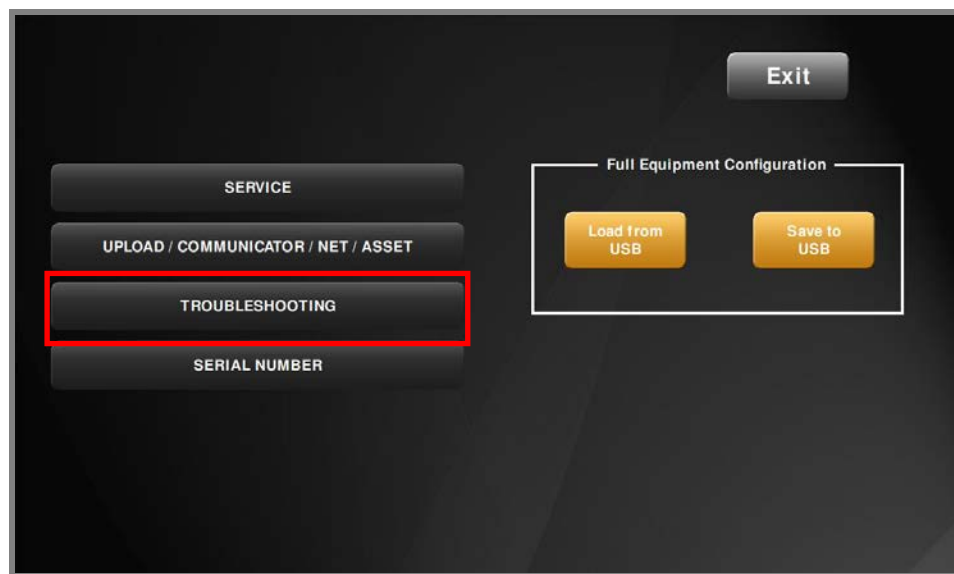 Exit
SERVICE
UPLOAD / COMMUNICATOR / NET / ASSET
TROUBLESHOOTING
SERIAL NUMBER
Full Equipment Configuration
Load from
USB
Save to
USB